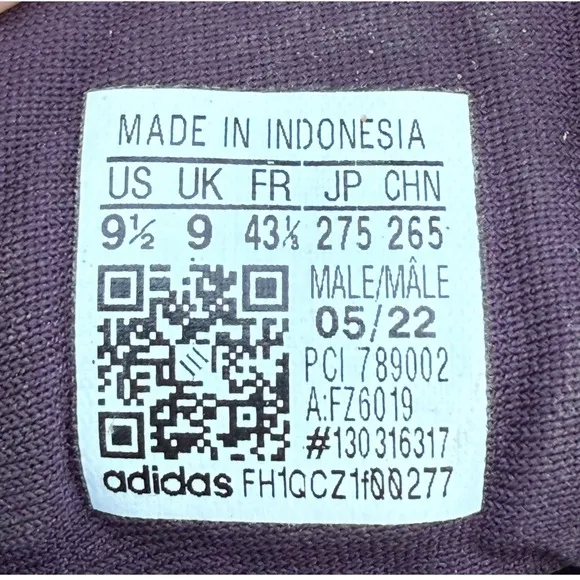 MADE IN INDONESIA
US UK FR JP CHN
9½ 9 43⅓ 275 265
MALE/MÂLE
05/22
PCI 789002
A:FZ6019
#130316317
adidas FH1QCZ1f00277